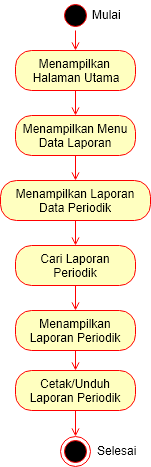 Mulai
Menampilkan
Halaman Utama
Menampilkan Menu
Data Laporan
Menampilkan Laporan
Data Periodik
Cari Laporan
Periodik
Menampilkan
Laporan Periodik
Cetak/Unduh
Laporan Periodik
Selesai